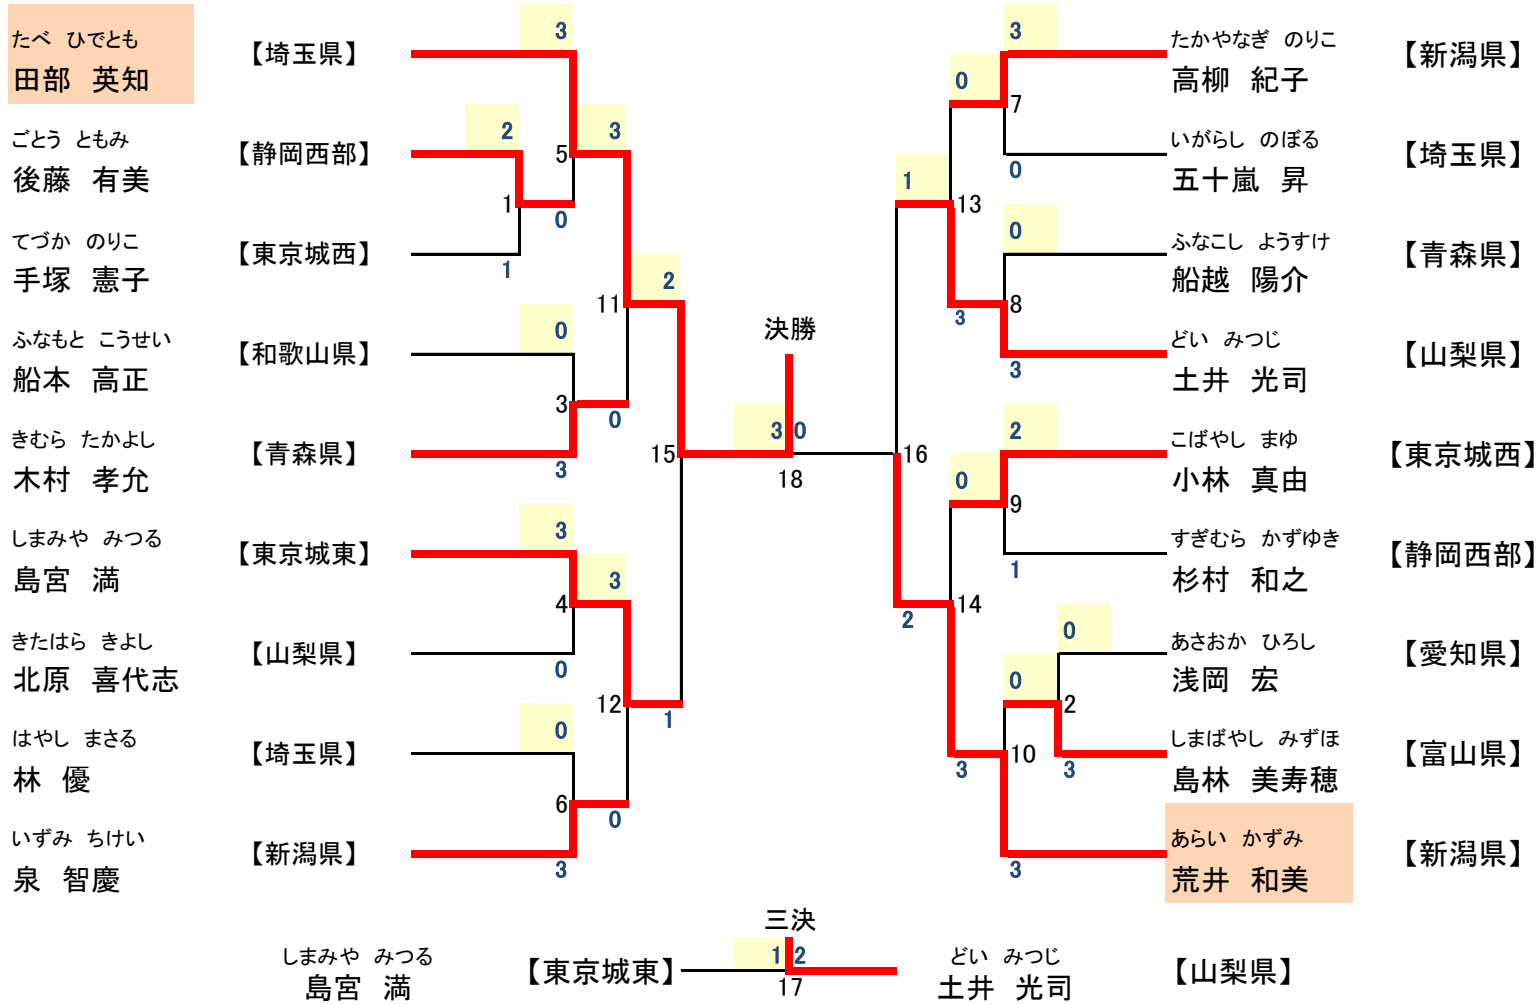 たべ ひでとも
田部 英知
【埼玉県】
3
ごとう ともみ
後藤 有美
【静岡西部】
2
5
3
1
0
てづか のりこ
手塚 憲子
【東京城西】
1
11
2
ふなもと こうせい
船本 高正
【和歌山県】
0
3
0
きむら たかよし
木村 孝允
【青森県】
3
15
しまみや みつる
島宮 満
【東京城東】
3
4
3
きたはら きよし
北原 喜代志
【山梨県】
0
12
1
はやし まさる
林 優
【埼玉県】
0
6
0
いずみ ちけい
泉 智慶
【新潟県】
3
決勝
3 0
18
3
たかやなぎ のりこ
高柳 紀子
【新潟県】
0
7
いがらし のぼる
五十嵐 昇
【埼玉県】
0
1
13
0
ふなこし ようすけ
船越 陽介
【青森県】
3
8
どい みつじ
土井 光司
【山梨県】
3
16
2
こばやし まゆ
小林 真由
【東京城西】
0
9
すぎむら かずゆき
杉村 和之
【静岡西部】
1
2
14
0
あさおか ひろし
浅岡 宏
【愛知県】
0
2
しまばやし みずほ
島林 美寿穂
【富山県】
3
10
3
あらい かずみ
荒井 和美
【新潟県】
3
三決
しまみや みつる
島宮 満
【東京城東】
1 2
17
どい みつじ
土井 光司
【山梨県】